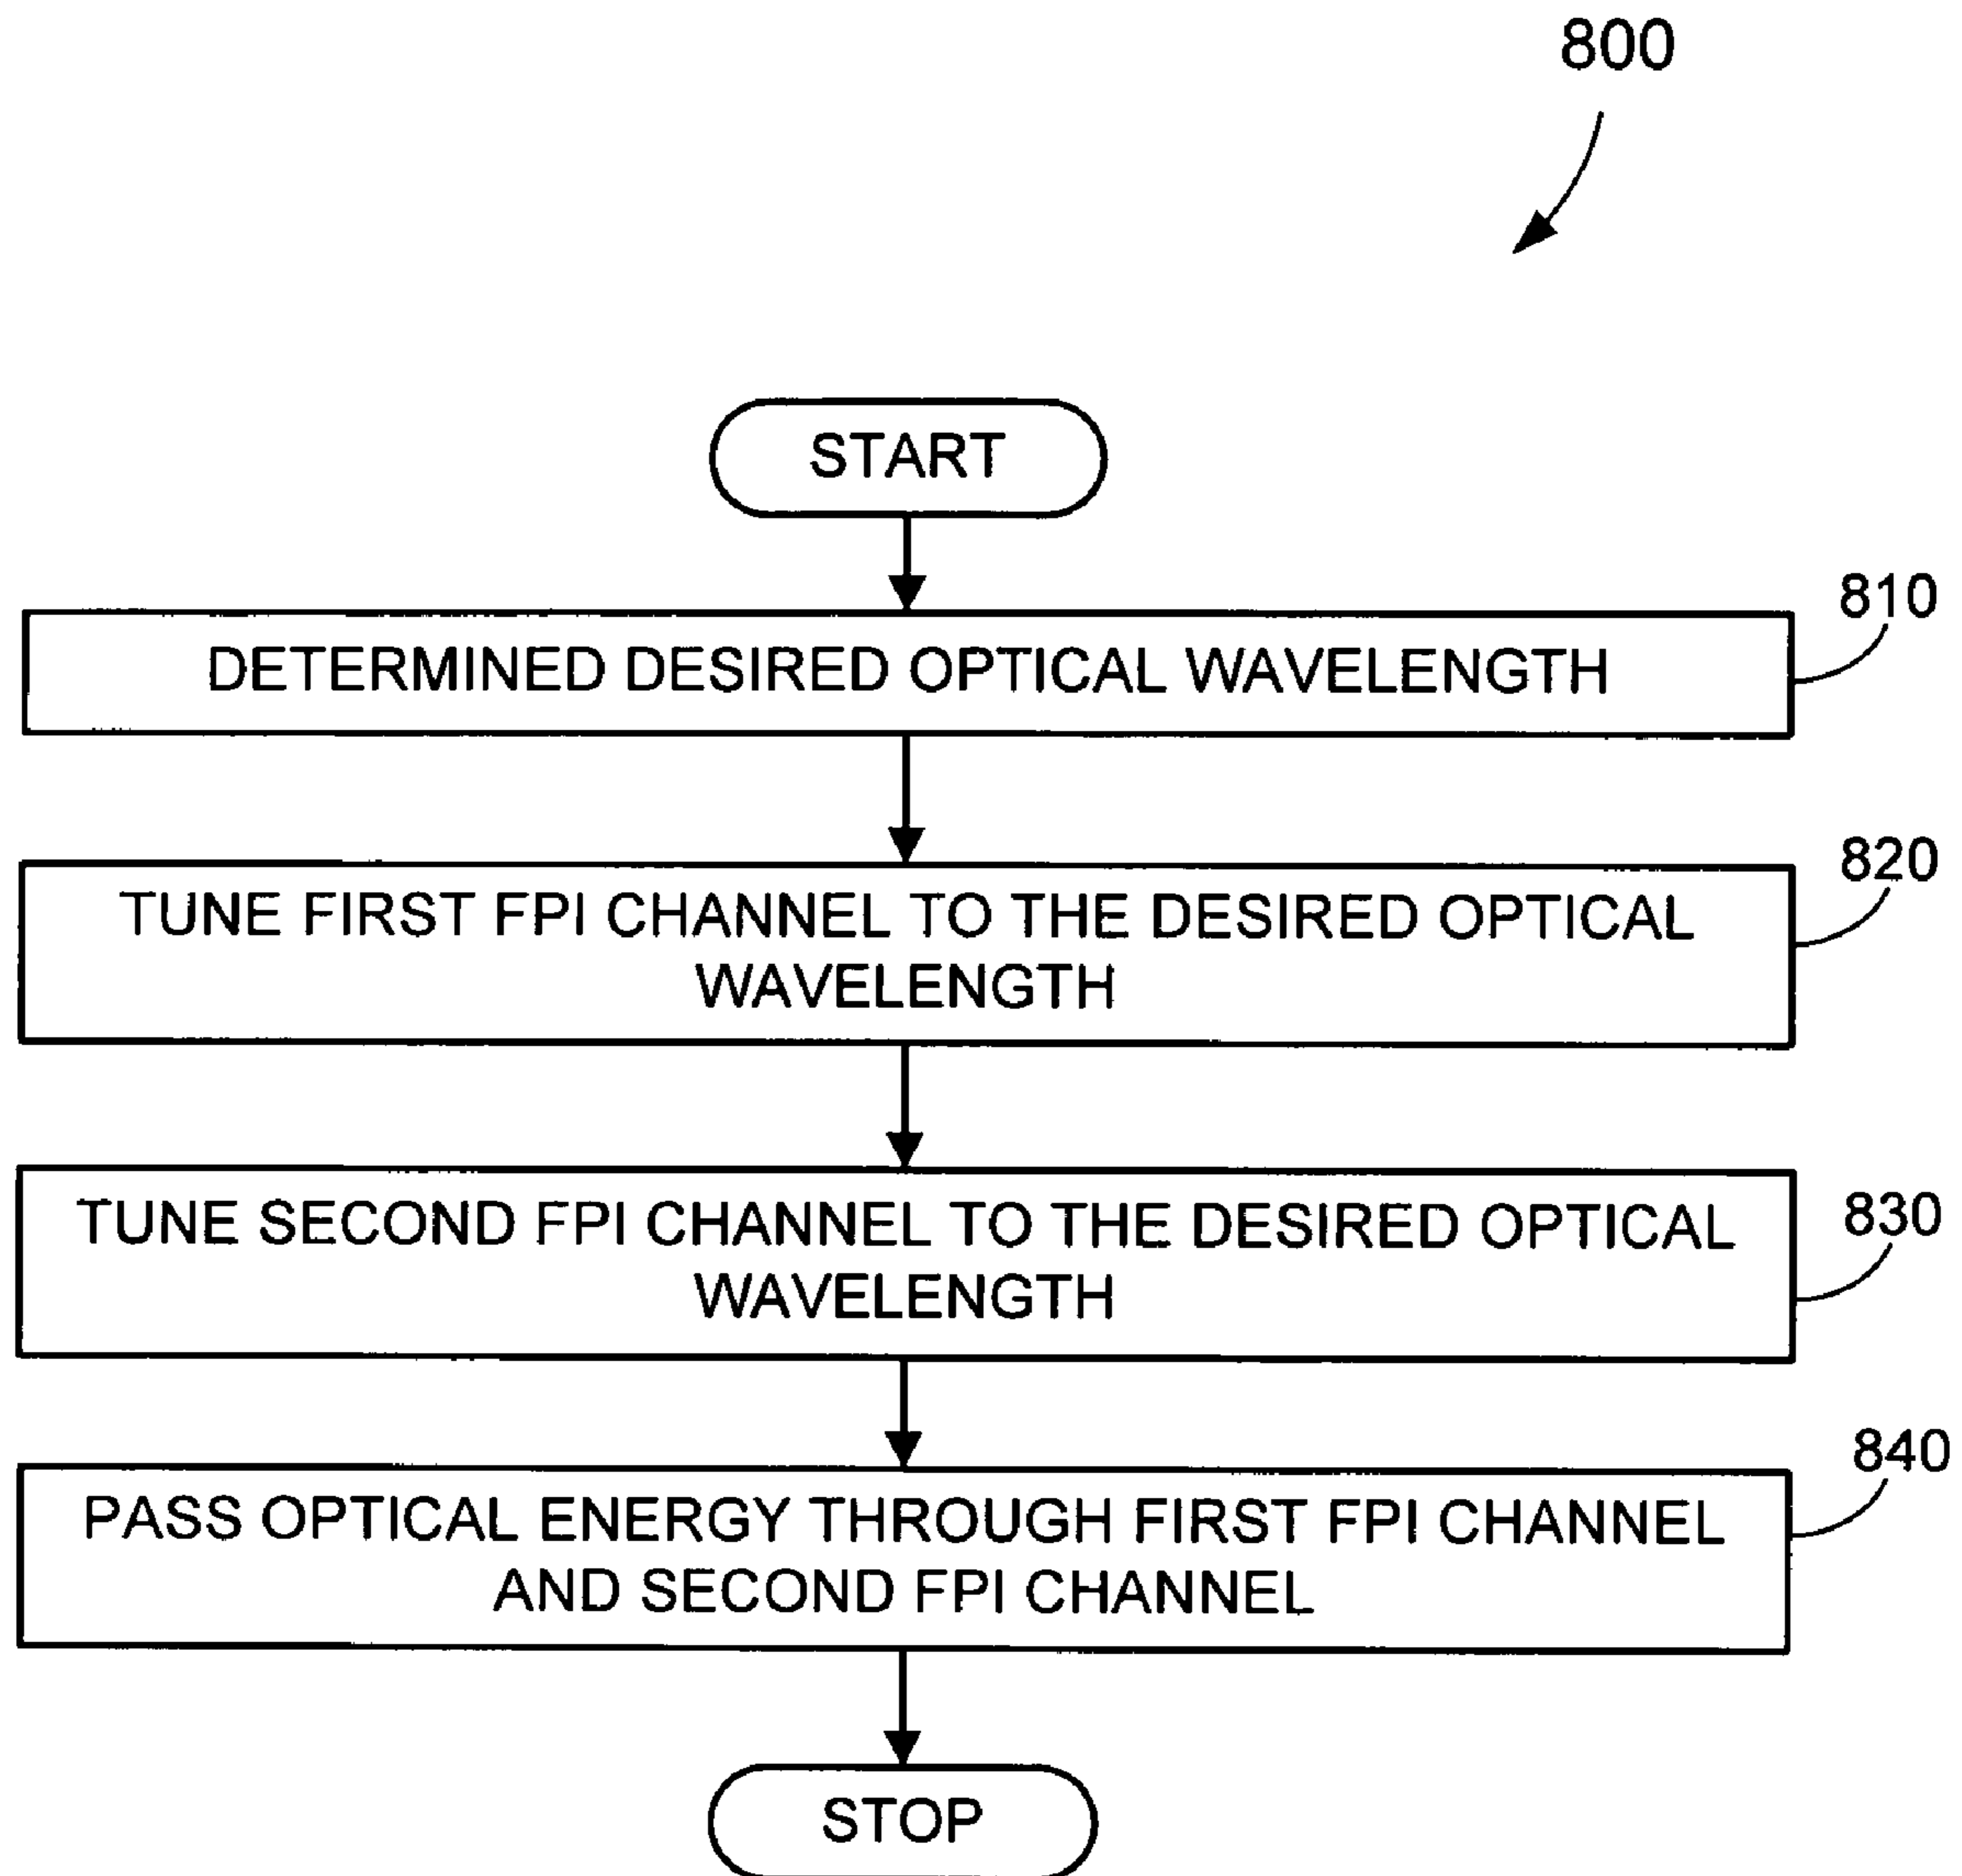 800
START
810
DETERMINED DESIRED OPTICAL WAVELENGTH
820
TUNE FIRST FPI CHANNEL TO THE DESIRED OPTICAL
WAVELENGTH
830
TUNE SECOND FPI CHANNEL TO THE DESIRED OPTICAL
WAVELENGTH
840
PASS OPTICAL ENERGY THROUGH FIRST FPI CHANNEL
AND SECOND FPI CHANNEL
STOP